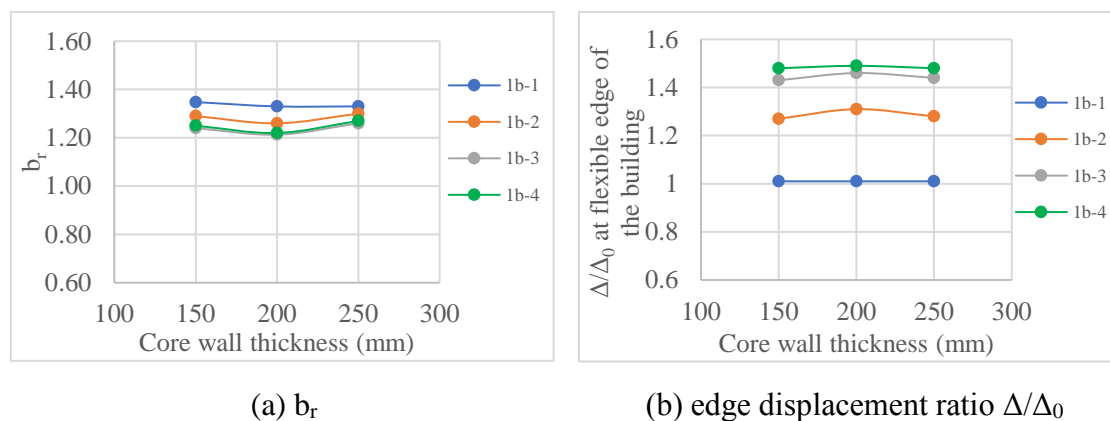 1.60
1.40
1.20
1.00
0.80
0.60
b_r
100 150 200 250 300
Core wall thickness (mm)
1b-1
1b-2
1b-3
1b-4
(a) b_r
1.6
1.4
1.2
1
0.8
0.6
Δ/Δ₀ at flexible edge of
the building
100 150 200 250 300
Core wall thickness (mm)
1b-1
1b-2
1b-3
1b-4
(b) edge displacement ratio Δ/Δ₀